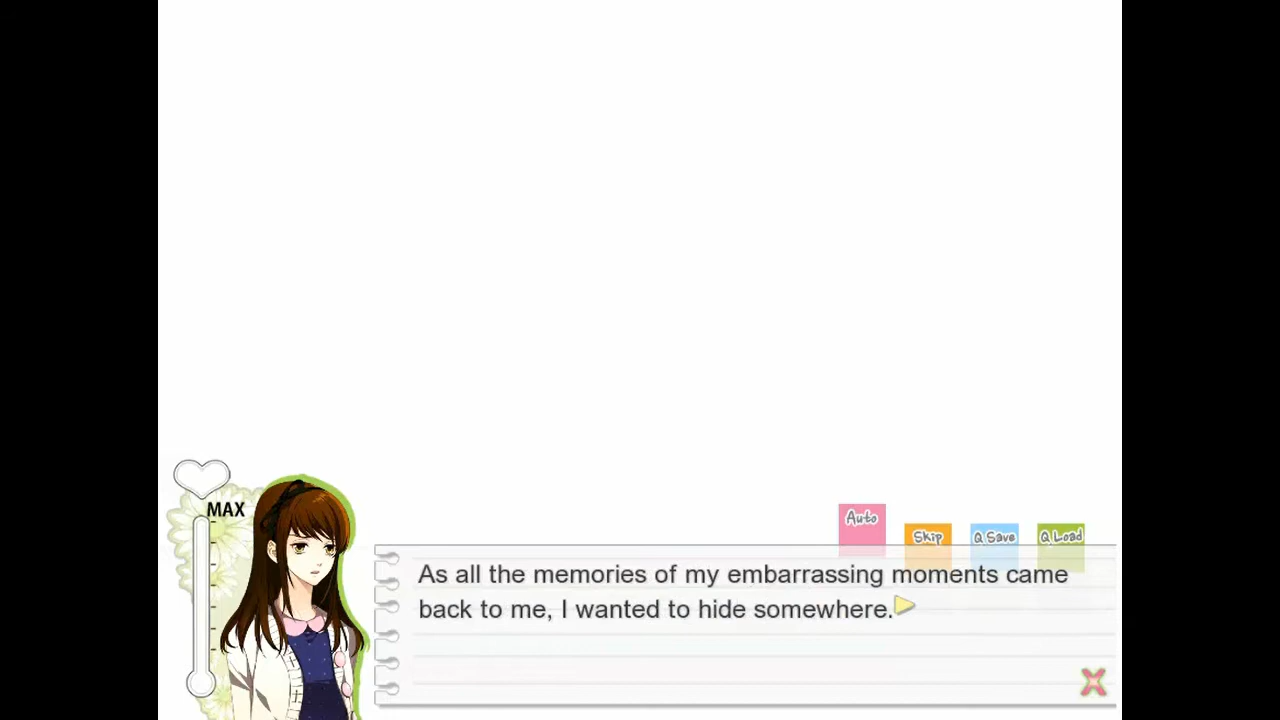 MAX
Auto
Skip
Q Save
Q Load
As all the memories of my embarrassing moments came
back to me, I wanted to hide somewhere.